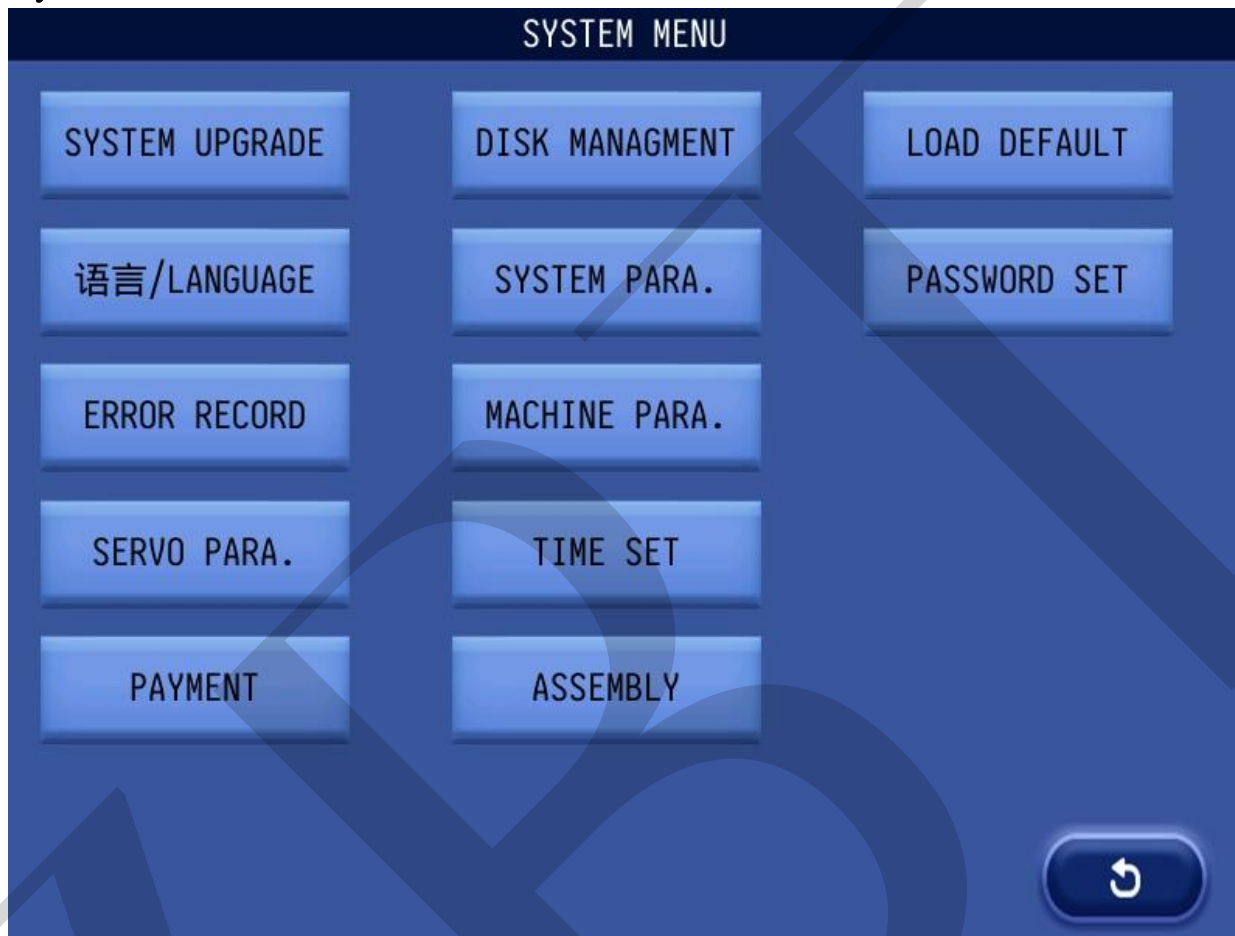 SYSTEM MENU
SYSTEM UPGRADE
DISK MANAGMENT
LOAD DEFAULT
语言/LANGUAGE
SYSTEM PARA.
PASSWORD SET
ERROR RECORD
MACHINE PARA.
SERVO PARA.
TIME SET
PAYMENT
ASSEMBLY